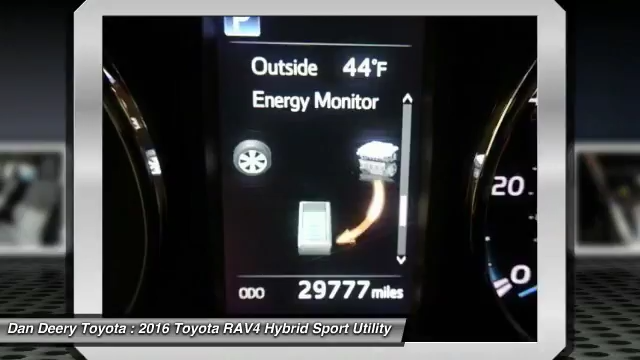 P
Outside 44°F
Energy Monitor
20
0
ODO 29777 miles
Dan Deery Toyota : 2016 Toyota RAV4 Hybrid Sport Utility